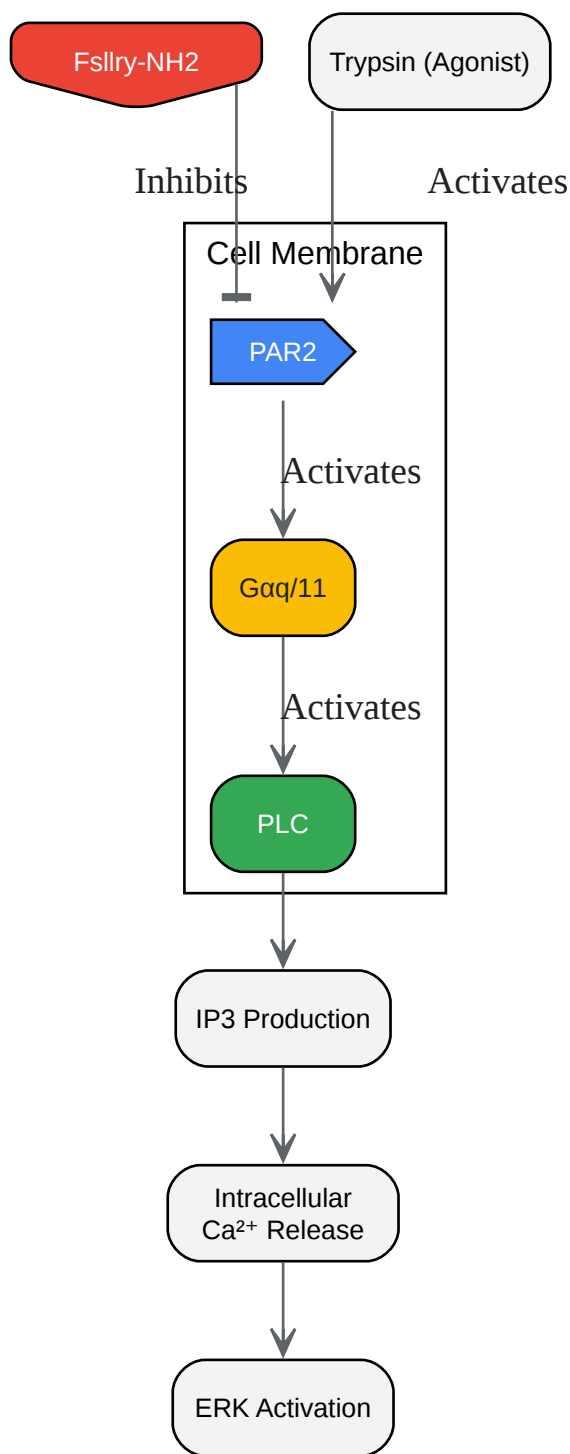 Fsllry-NH2
Trypsin (Agonist)
Inhibits
Activates
Cell Membrane
PAR2
Activates
Gαq/11
Activates
PLC
IP3 Production
Intracellular
Ca²⁺ Release
ERK Activation